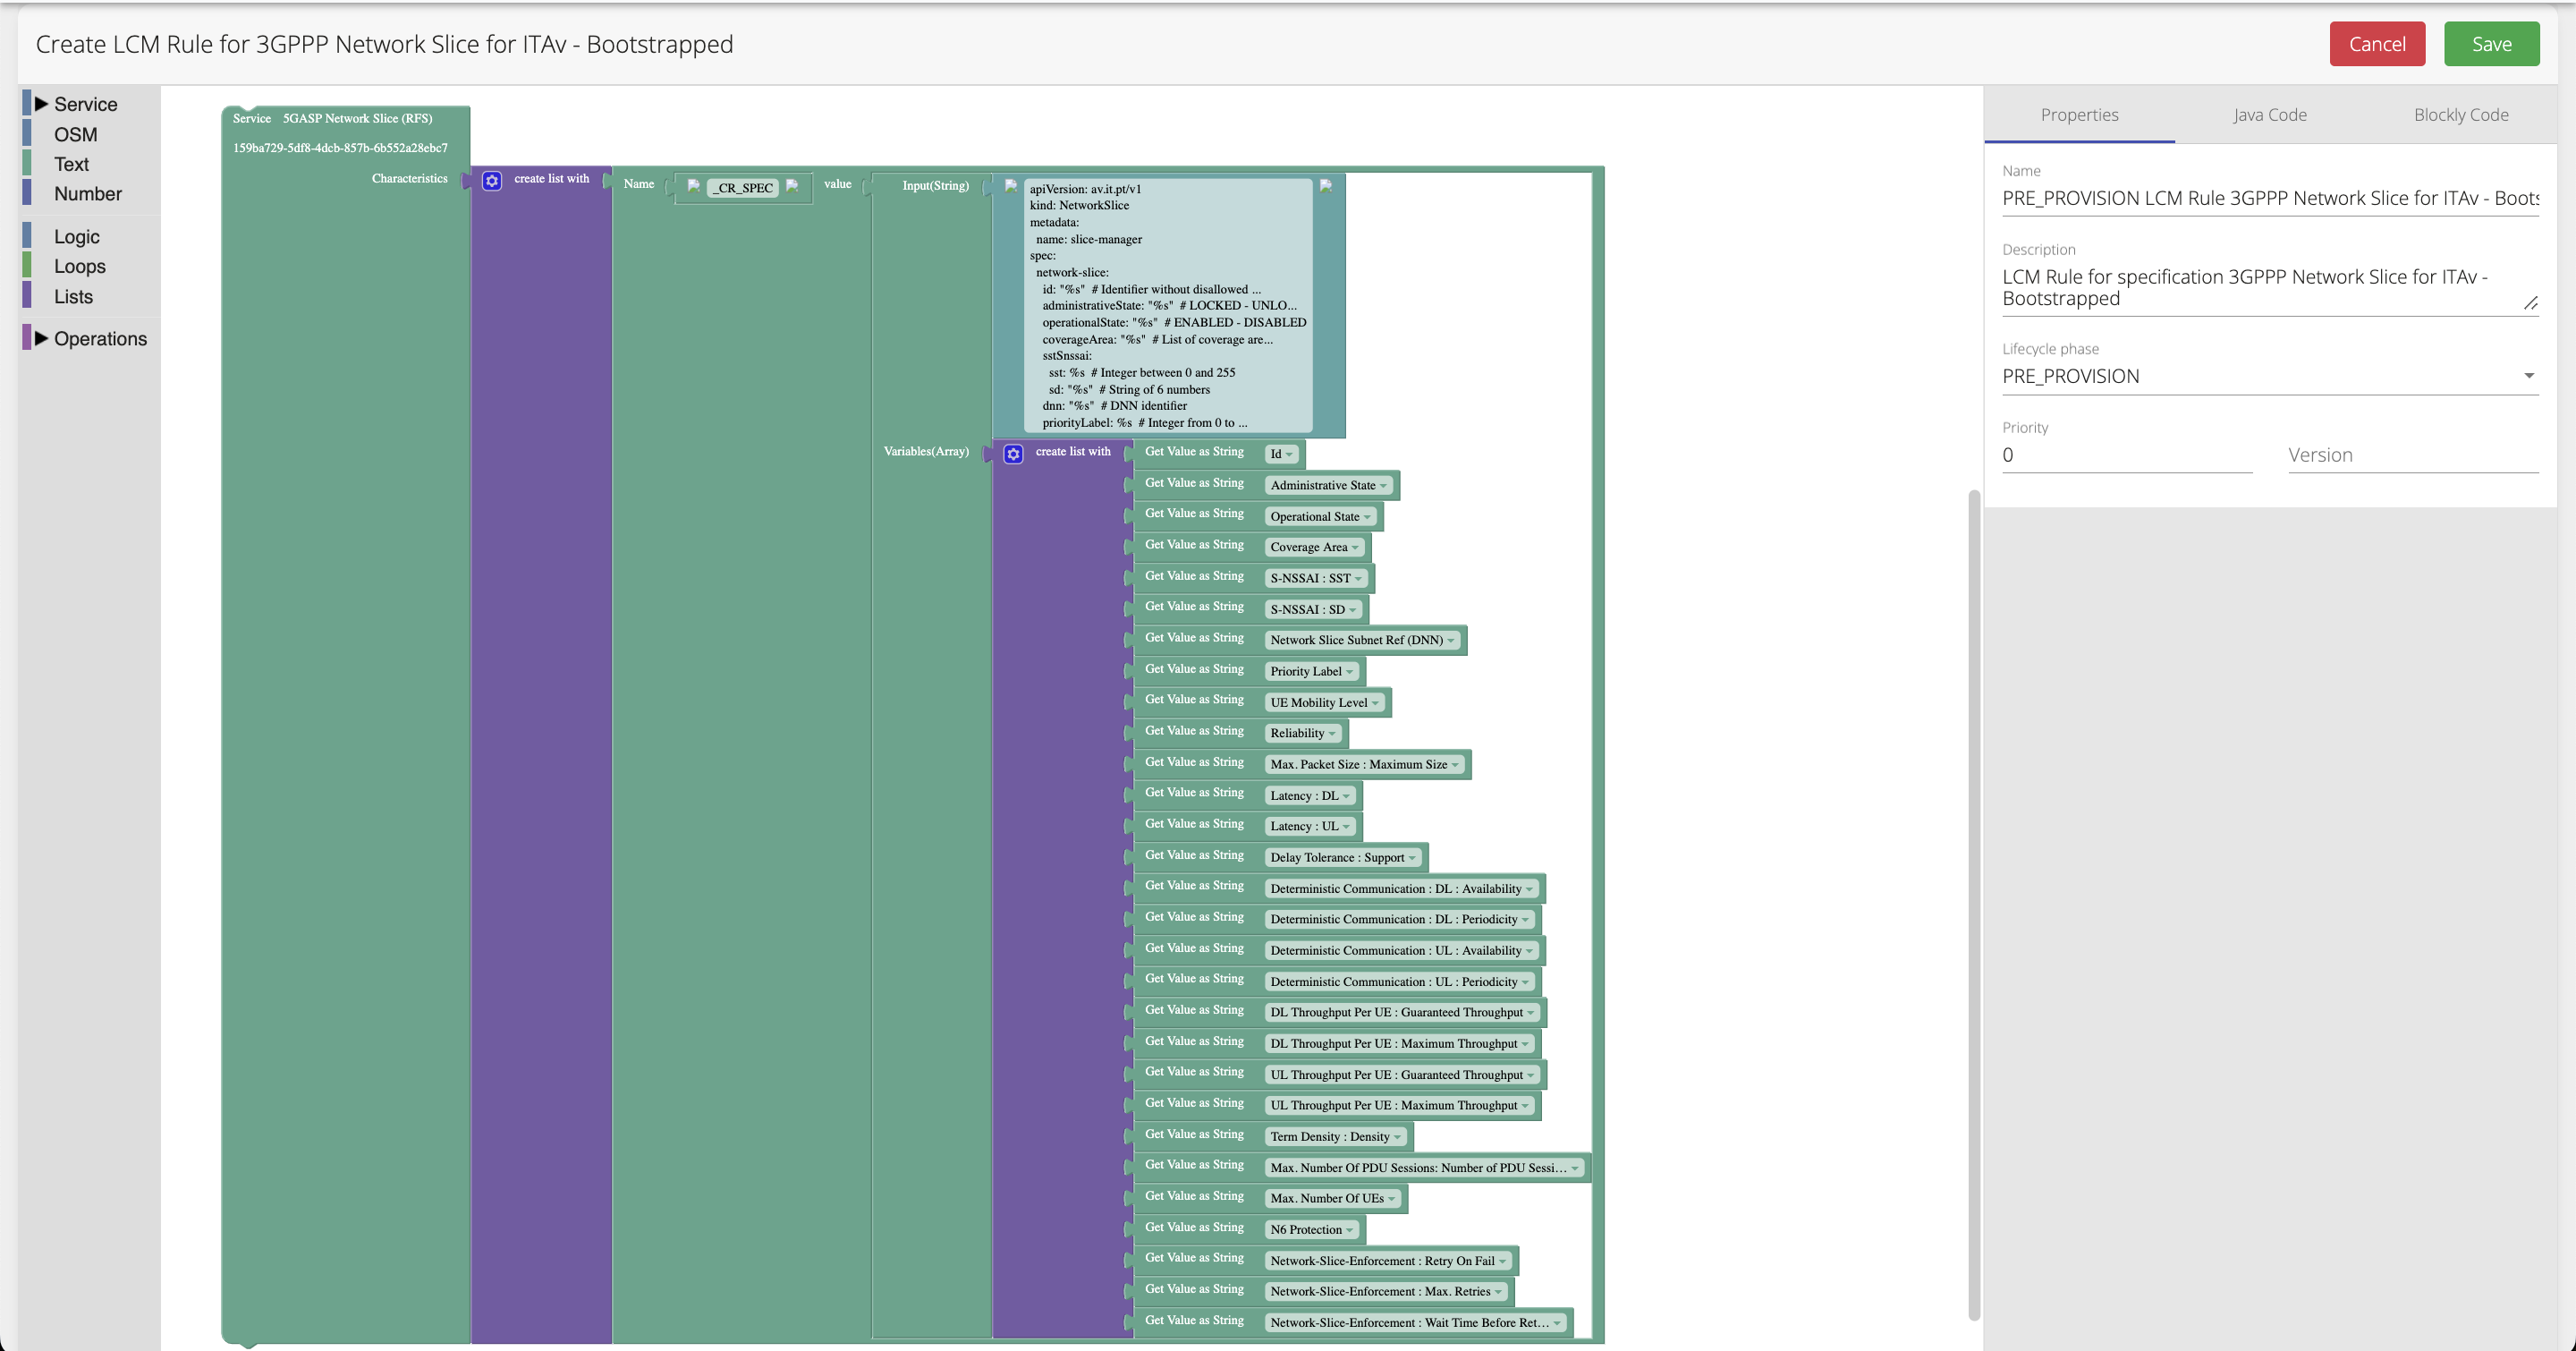 Create LCM Rule for 3GPPP Network Slice for ITAv - Bootstrapped
Cancel
Save
Service
OSM
Text
Number
Logic
Loops
Lists
Operations
Service 5GASP Network Slice (RFS)
159ba729-5df8-4dcb-857b-6b552a28ebc7
Characteristics
create list with
Name
_CR_SPEC
value
Input(String)
apiVersion: av.it.pt/v1
kind: NetworkSlice
metadata:
name: slice-manager
spec:
network-slice:
id: "%s" # Identifier without disallowed ...
administrativeState: "%s" # LOCKED - UNLO...
operationalState: "%s" # ENABLED - DISABLED
coverageArea: "%s" # List of coverage are...
sstSnssai:
sst: %s # Integer between 0 and 255
sd: "%s" # String of 6 numbers
dnn: "%s" # DNN identifier
priorityLabel: %s # Integer from 0 to ...
Variables(Array)
create list with
Get Value as String Id
Get Value as String Administrative State
Get Value as String Operational State
Get Value as String Coverage Area
Get Value as String S-NSSAI : SST
Get Value as String S-NSSAI : SD
Get Value as String Network Slice Subnet Ref (DNN)
Get Value as String Priority Label
Get Value as String UE Mobility Level
Get Value as String Reliability
Get Value as String Max. Packet Size : Maximum Size
Get Value as String Latency : DL
Get Value as String Latency : UL
Get Value as String Delay Tolerance : Support
Get Value as String Deterministic Communication : DL : Availability
Get Value as String Deterministic Communication : DL : Periodicity
Get Value as String Deterministic Communication : UL : Availability
Get Value as String Deterministic Communication : UL : Periodicity
Get Value as String DL Throughput Per UE : Guaranteed Throughput
Get Value as String DL Throughput Per UE : Maximum Throughput
Get Value as String UL Throughput Per UE : Guaranteed Throughput
Get Value as String UL Throughput Per UE : Maximum Throughput
Get Value as String Term Density : Density
Get Value as String Max. Number Of PDU Sessions: Number of PDU Sessi...
Get Value as String Max. Number Of UEs
Get Value as String N6 Protection
Get Value as String Network-Slice-Enforcement : Retry On Fail
Get Value as String Network-Slice-Enforcement : Max. Retries
Get Value as String Network-Slice-Enforcement : Wait Time Before Ret...
Properties
Java Code
Blockly Code
Name
PRE_PROVISION LCM Rule 3GPPP Network Slice for ITAv - Boots
Description
LCM Rule for specification 3GPPP Network Slice for ITAv -
Bootstrapped
Lifecycle phase
PRE_PROVISION
Priority
0
Version